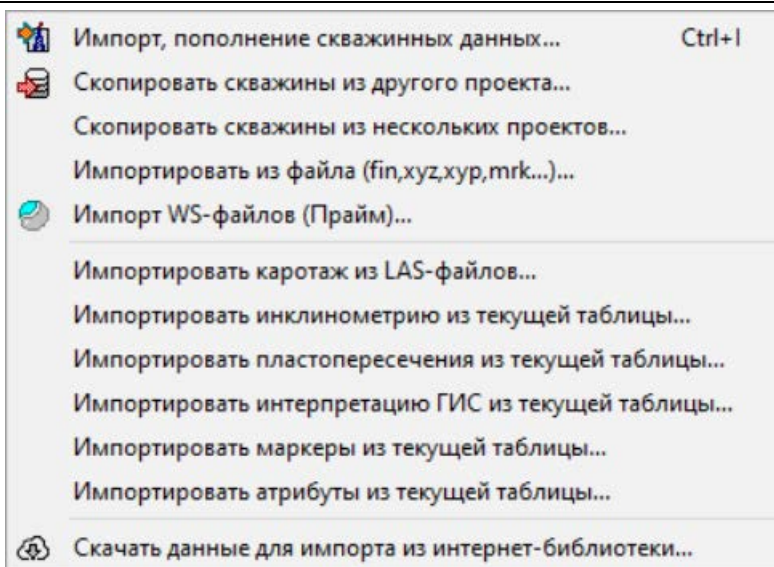 Импорт, пополнение скважинных данных... Ctrl+I
Скопировать скважины из другого проекта...
Скопировать скважины из нескольких проектов...
Импортировать из файла (fin,xyz,xyp,mrk...)...
Импорт WS-файлов (Прайм)...
Импортировать каротаж из LAS-файлов...
Импортировать инклинометрию из текущей таблицы...
Импортировать пластопересечения из текущей таблицы...
Импортировать интерпретацию ГИС из текущей таблицы...
Импортировать маркеры из текущей таблицы...
Импортировать атрибуты из текущей таблицы...
Скачать данные для импорта из интернет-библиотеки...